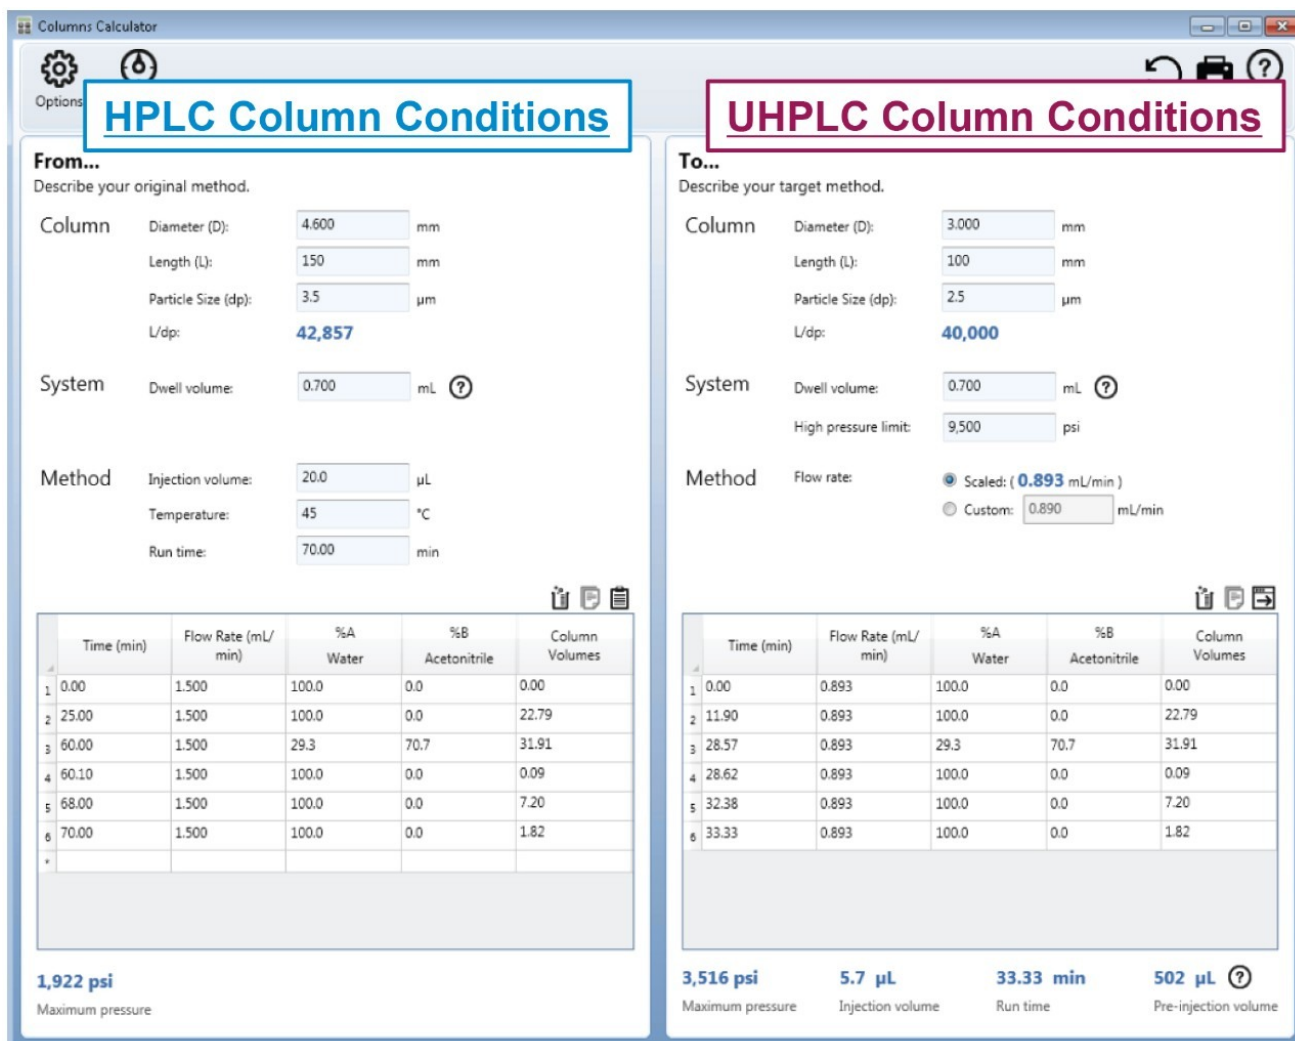 Columns Calculator
Options
HPLC Column Conditions
UHPLC Column Conditions
From...
Describe your original method.
Column
Diameter (D): 4.600 mm
Length (L): 150 mm
Particle Size (dp): 3.5 µm
L/dp: 42,857
System
Dwell volume: 0.700 mL ?
Method
Injection volume: 20.0 µL
Temperature: 45 °C
Run time: 70.00 min
Time (min) Flow Rate (mL/min) %A Water %B Acetonitrile Column Volumes
1 0.00 1.500 100.0 0.0 0.00
2 25.00 1.500 100.0 0.0 22.79
3 60.00 1.500 29.3 70.7 31.91
4 60.10 1.500 100.0 0.0 0.09
5 68.00 1.500 100.0 0.0 7.20
6 70.00 1.500 100.0 0.0 1.82
*
1,922 psi
Maximum pressure
To...
Describe your target method.
Column
Diameter (D): 3.000 mm
Length (L): 100 mm
Particle Size (dp): 2.5 µm
L/dp: 40,000
System
Dwell volume: 0.700 mL ?
High pressure limit: 9,500 psi
Method
Flow rate: Scaled: ( 0.893 mL/min )
Custom: 0.890 mL/min
Time (min) Flow Rate (mL/min) %A Water %B Acetonitrile Column Volumes
1 0.00 0.893 100.0 0.0 0.00
2 11.90 0.893 100.0 0.0 22.79
3 28.57 0.893 29.3 70.7 31.91
4 28.62 0.893 100.0 0.0 0.09
5 32.38 0.893 100.0 0.0 7.20
6 33.33 0.893 100.0 0.0 1.82
3,516 psi 5.7 µL 33.33 min 502 µL ?
Maximum pressure Injection volume Run time Pre-injection volume